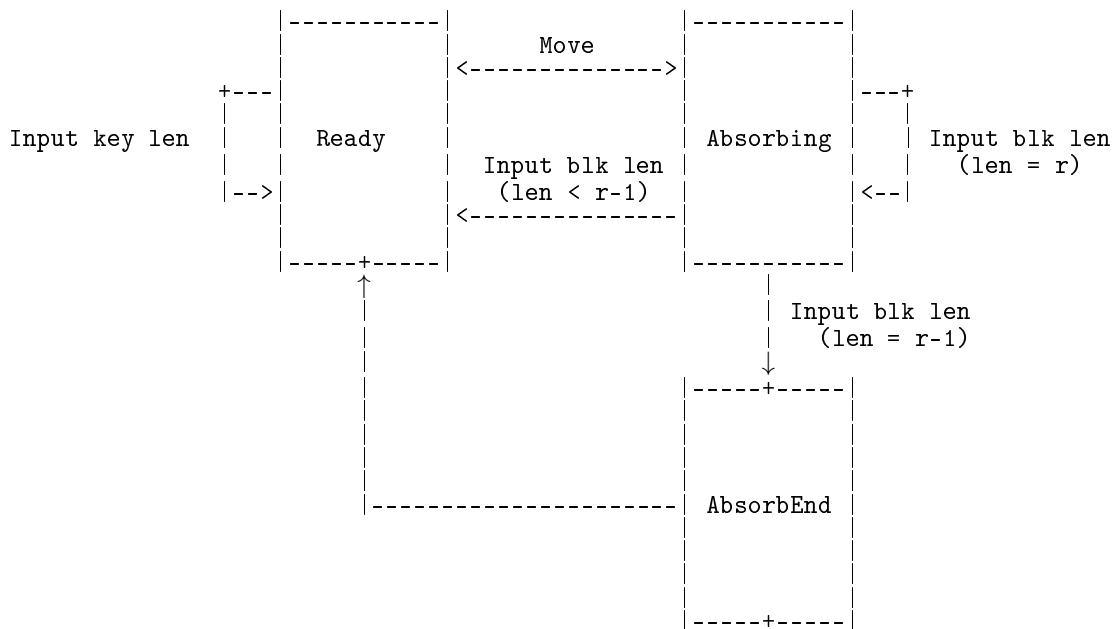 Move
Input key len
Ready
Absorbing
Input blk len
(len = r)
Input blk len
(len < r-1)
Input blk len
(len = r-1)
AbsorbEnd